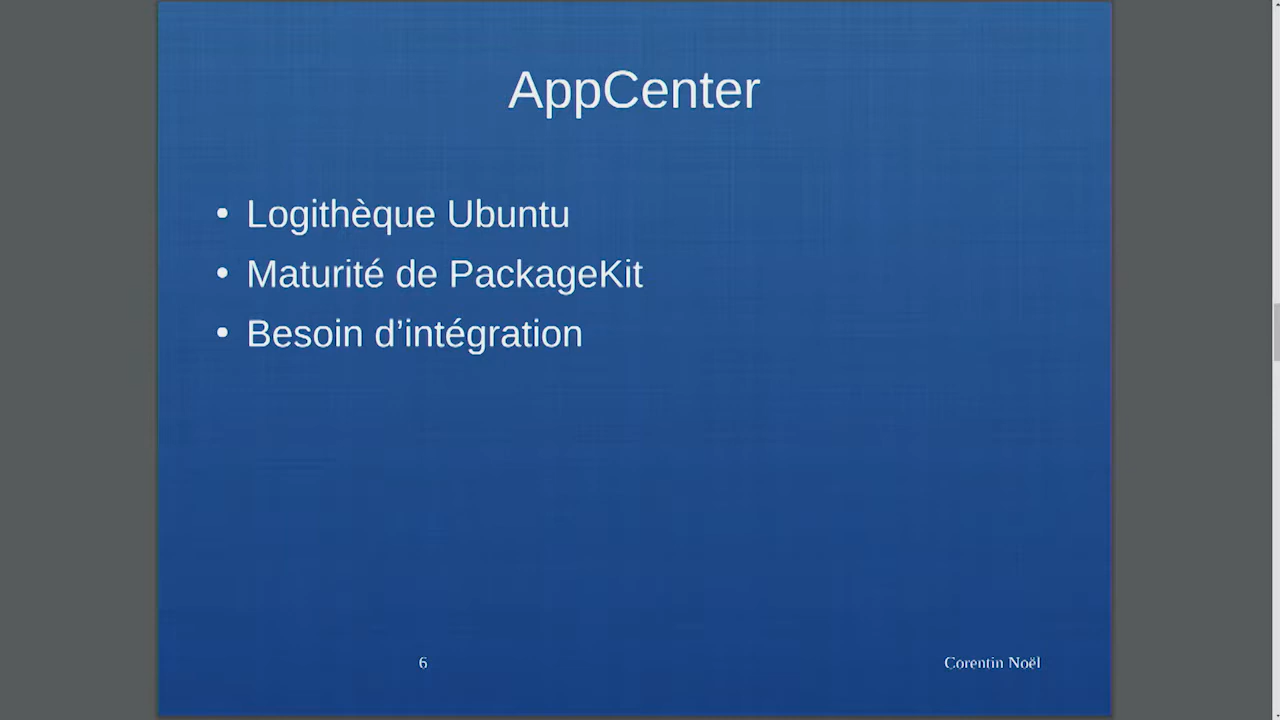 AppCenter
• Logithèque Ubuntu
• Maturité de PackageKit
• Besoin d’intégration
6
Corentin Noël